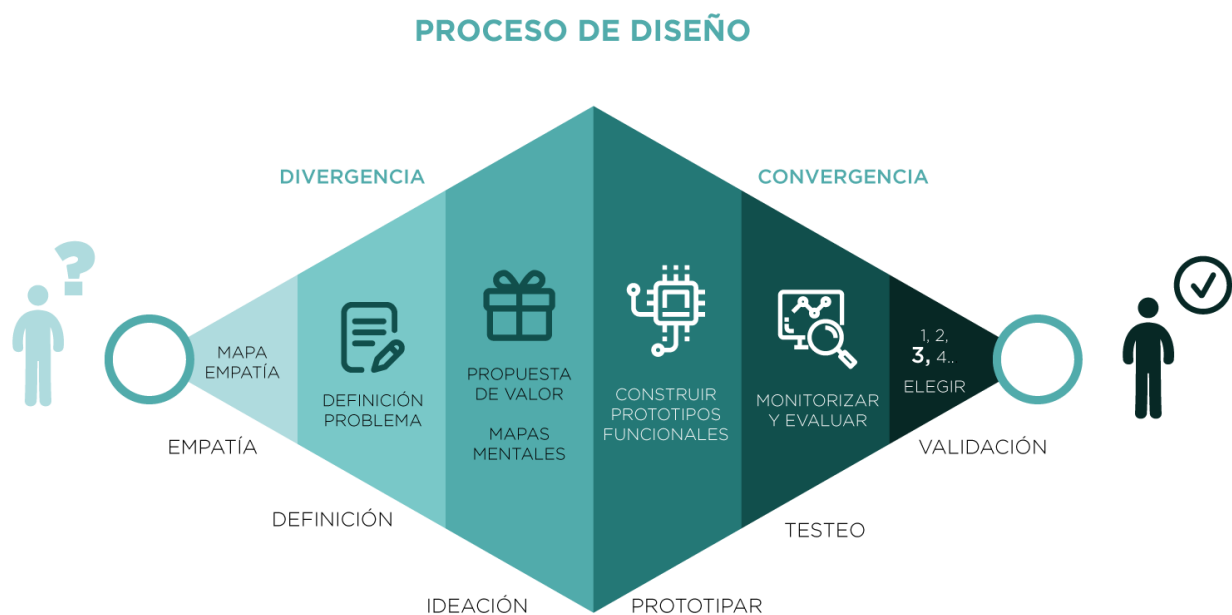 PROCESO DE DISEÑO
DIVERGENCIA
CONVERGENCIA
?
MAPA
EMPATÍA
DEFINICIÓN
PROBLEMA
PROPUESTA
DE VALOR
MAPAS
MENTALES
CONSTRUIR
PROTOTIPOS
FUNCIONALES
MONITORIZAR
Y EVALUAR
1, 2,
3, 4..
ELEGIR
EMPATÍA
DEFINICIÓN
IDEACIÓN
PROTOTIPAR
TESTEO
VALIDACIÓN